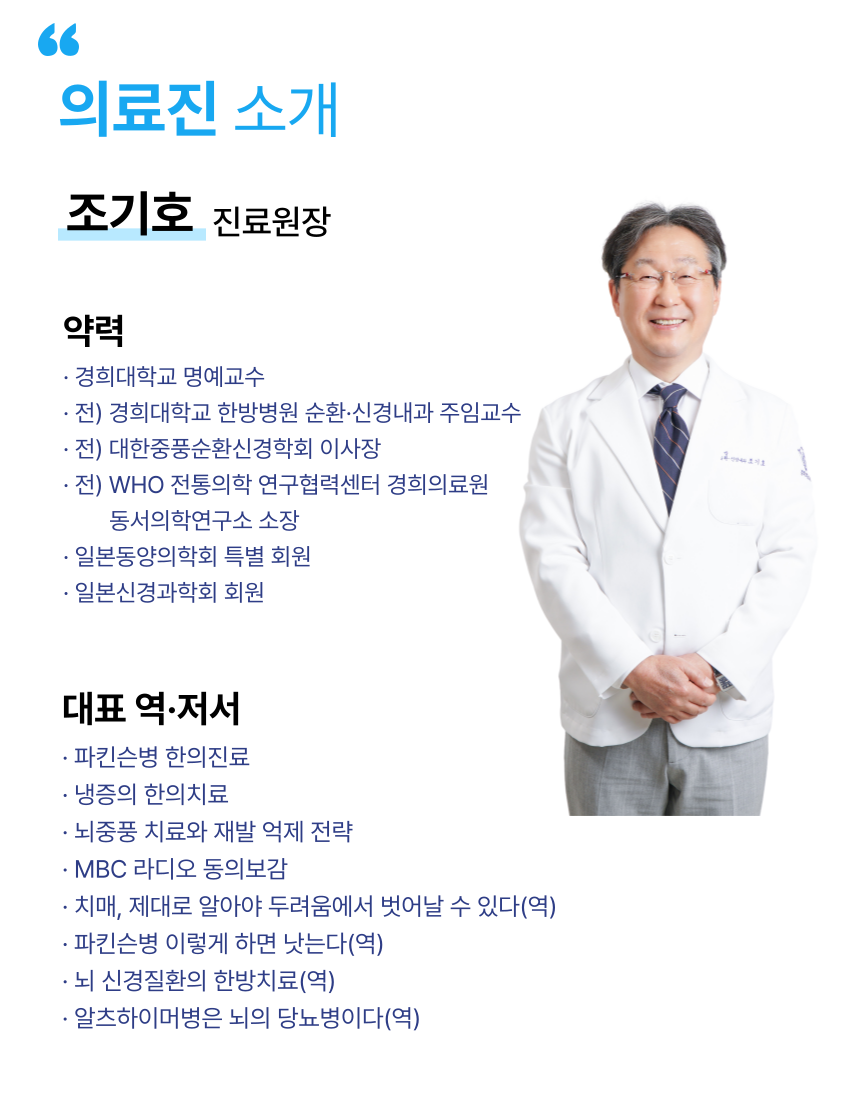 “
의료진 소개
조기호 진료원장
약력
· 경희대학교 명예교수
· 전) 경희대학교 한방병원 순환·신경내과 주임교수
· 전) 대한중풍순환신경학회 이사장
· 전) WHO 전통의학 연구협력센터 경희의료원
동서의학연구소 소장
· 일본동양의학회 특별 회원
· 일본신경과학회 회원
대표 역·저서
· 파킨슨병 한의진료
· 냉증의 한의치료
· 뇌중풍 치료와 재발 억제 전략
· MBC 라디오 동의보감
· 치매, 제대로 알아야 두려움에서 벗어날 수 있다(역)
· 파킨슨병 이렇게 하면 낫는다(역)
· 뇌 신경질환의 한방치료(역)
· 알츠하이머병은 뇌의 당뇨병이다(역)